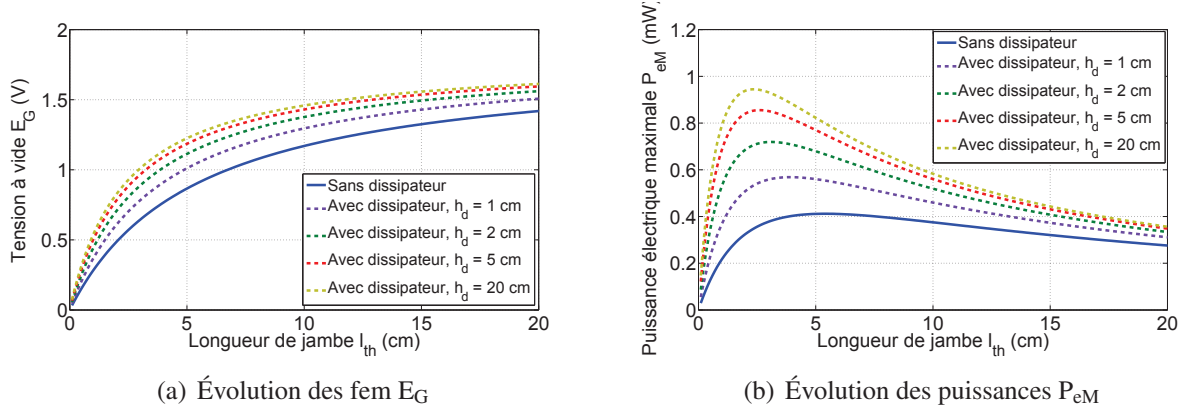 2
1.5
1
0.5
0
0
5
10
15
20
Tension à vide E_G (V)
Longueur de jambe l_th (cm)
Sans dissipateur
Avec dissipateur, h_d = 1 cm
Avec dissipateur, h_d = 2 cm
Avec dissipateur, h_d = 5 cm
Avec dissipateur, h_d = 20 cm
(a) Évolution des fem E_G
1.2
1
0.8
0.6
0.4
0.2
0
0
5
10
15
20
Puissance électrique maximale P_eM (mW)
Longueur de jambe l_th (cm)
Sans dissipateur
Avec dissipateur, h_d = 1 cm
Avec dissipateur, h_d = 2 cm
Avec dissipateur, h_d = 5 cm
Avec dissipateur, h_d = 20 cm
(b) Évolution des puissances P_eM